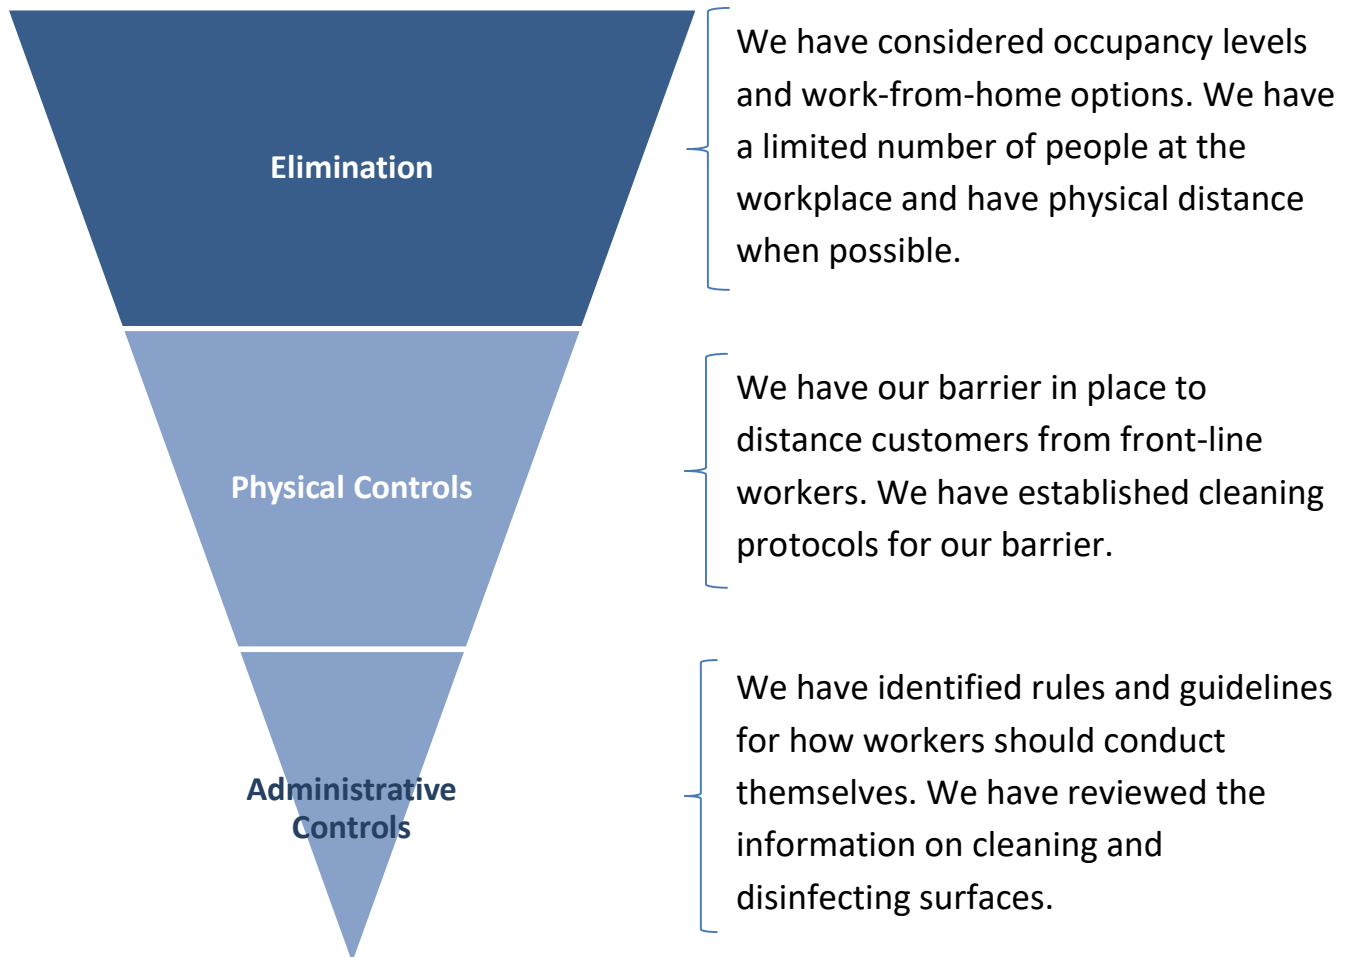 Elimination
We have considered occupancy levels
and work-from-home options. We have
a limited number of people at the
workplace and have physical distance
when possible.
Physical Controls
We have our barrier in place to
distance customers from front-line
workers. We have established cleaning
protocols for our barrier.
Administrative
Controls
We have identified rules and guidelines
for how workers should conduct
themselves. We have reviewed the
information on cleaning and
disinfecting surfaces.